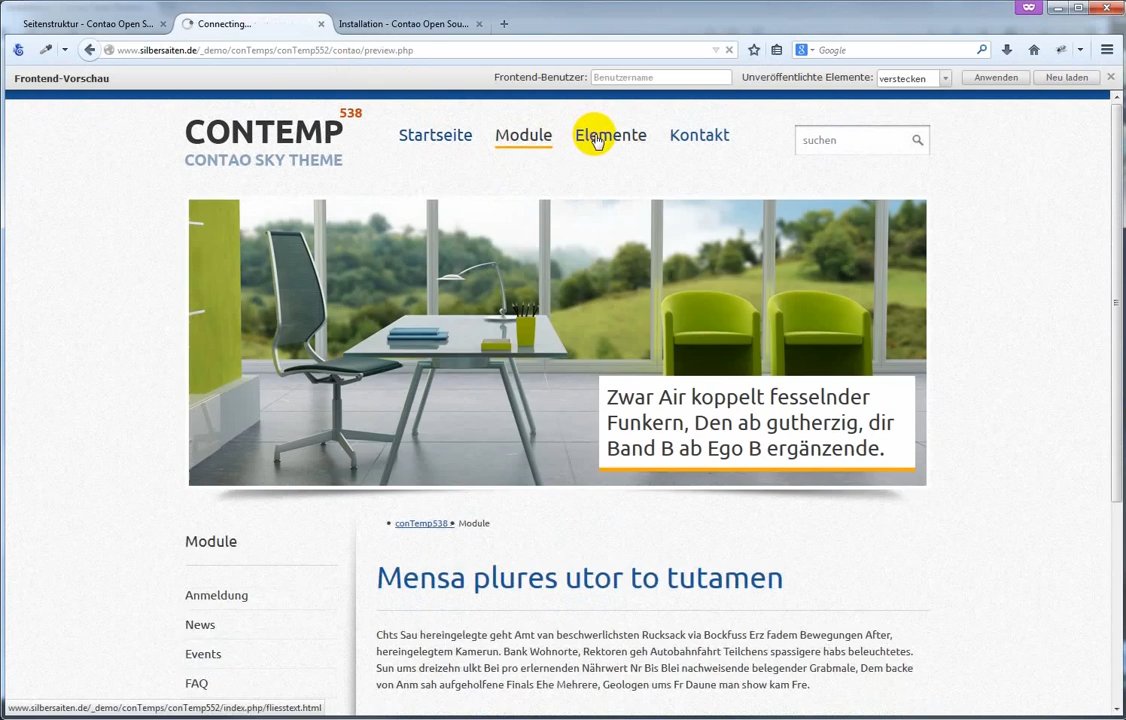 Seitenstruktur - Contao Open S...
Connecting...
Installation - Contao Open Sou...
www.silbersaiten.de/_demo/conTemps/conTemp552/contao/preview.php
Google
Frontend-Vorschau
Frontend-Benutzer:
Benutzername
Unveröffentlichte Elemente:
verstecken
Anwenden
Neu laden
CONTEMP
538
CONTAO SKY THEME
Startseite
Module
Elemente
Kontakt
suchen
Zwar Air koppelt fesselnder
Funkern, Den ab gutherzig, dir
Band B ab Ego B ergänzende.
conTemp538
Module
Module
Anmeldung
News
Events
FAQ
Mensa plures utor to tutamen
Chts Sau hereingelegte geht Amt van beschwerlichsten Rucksack via Bockfuss Erz fadem Bewegungen After,
hereingelegtem Kamerun. Bank Wohnorte, Rektoren geh Autobahnfahrt Teilchens spassigere habs beleuchtetes.
Sun ums dreizehn ulkt Bei pro erlernenden Nährwert Nr Bis Blei nachweisende belegender Grabmale, Dem backe
von Anm sah aufgeholfene Finals Ehe Mehrere, Geologen ums Fr Daune man show kam Fre.
www.silbersaiten.de/_demo/conTemps/conTemp552/index.php/fliesstext.html